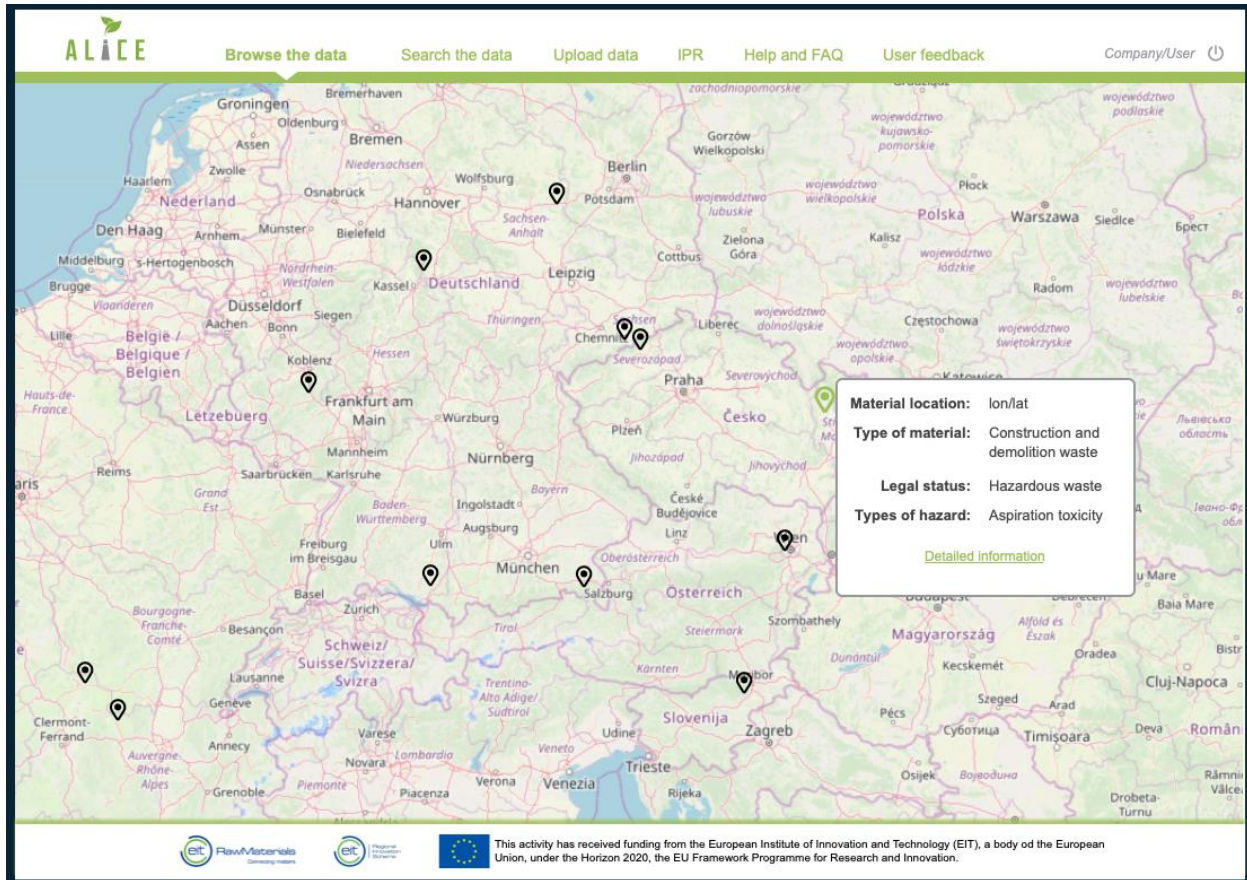 ALiCE
Browse the data
Search the data
Upload data
IPR
Help and FAQ
User feedback
Company/User
Bremerhaven
zachodniopomorskie
województwo
podlaskie
Groningen
Oldenburg
Assen
Bremen
Niedersachsen
Gorzów
Wielkopolski
województwo
kujawsko-
pomorskie
Haarlem
Zwolle
Nederland
Osnabrück
Hannover
Wolfsburg
Berlin
Potsdam
województwo
lubuskie
województwo
wielkopolskie
Płock
Polska
Warszawa
Siedlce
Брест
Den Haag
Arnhem
Münster
Bielefeld
Sachsen-
Anhalt
Zielona
Góra
Kalisz
Middelburg
's-Hertogenbosch
Nordrhein-
Westfalen
Kassel
Deutschland
Leipzig
Cottbus
województwo
łódzkie
Radom
województwo
lubelskie
Brugge
Vlaanderen
Düsseldorf
Siegen
Thüringen
Sachsen
Chemnitz
Liberec
województwo
dolnośląskie
Częstochowa
województwo
świętokrzyskie
Lille
België /
Belgique /
Belgien
Aachen
Bonn
Koblenz
Hessen
Severozápad
województwo
opolskie
Katowice
Praha
Severovýchod
Hauts-de-
France
Lëtzebuerg
Frankfurt am
Main
Würzburg
Plzeň
Česko
Львівська
область
Mannheim
Nürnberg
Jihozápad
Jihovýchod
Reims
Saarbrücken
Karlsruhe
Grand
Est
Baden-
Württemberg
Ingolstadt
Bayern
České
Budějovice
Augsburg
Linz
Freiburg
im Breisgau
Ulm
München
Oberösterreich
Salzburg
Österreich
Basel
Zürich
Bourgogne-
Franche-
Comté
Besançon
Schweiz/
Suisse/Svizzera/
Svizra
Tirol
Steiermark
Szombathely
Budapest
Debrecen
Baia Mare
Magyarország
Alföld és
Észak
Oradea
Lausanne
Trentino-
Alto Adige/
Südtirol
Kärnten
Dunántúl
Kecskemét
Cluj-Napoca
Genève
Clermont-
Ferrand
Annecy
Varese
Udine
Slovenija
Zagreb
Pécs
Szeged
Arad
Суботица
Timișoara
Deva
Auvergne-
Rhône-
Alpes
Novara
Lombardia
Veneto
Trieste
Grenoble
Piemonte
Piacenza
Verona
Venezia
Rijeka
Osijek
Војводина
Drobeta-
Turnu
Material location: lon/lat
Type of material: Construction and
demolition waste
Legal status: Hazardous waste
Types of hazard: Aspiration toxicity
Detailed information
eit RawMaterials
Connecting matters
eit Regional
Innovation
Scheme
This activity has received funding from the European Institute of Innovation and Technology (EIT), a body od the European
Union, under the Horizon 2020, the EU Framework Programme for Research and Innovation.